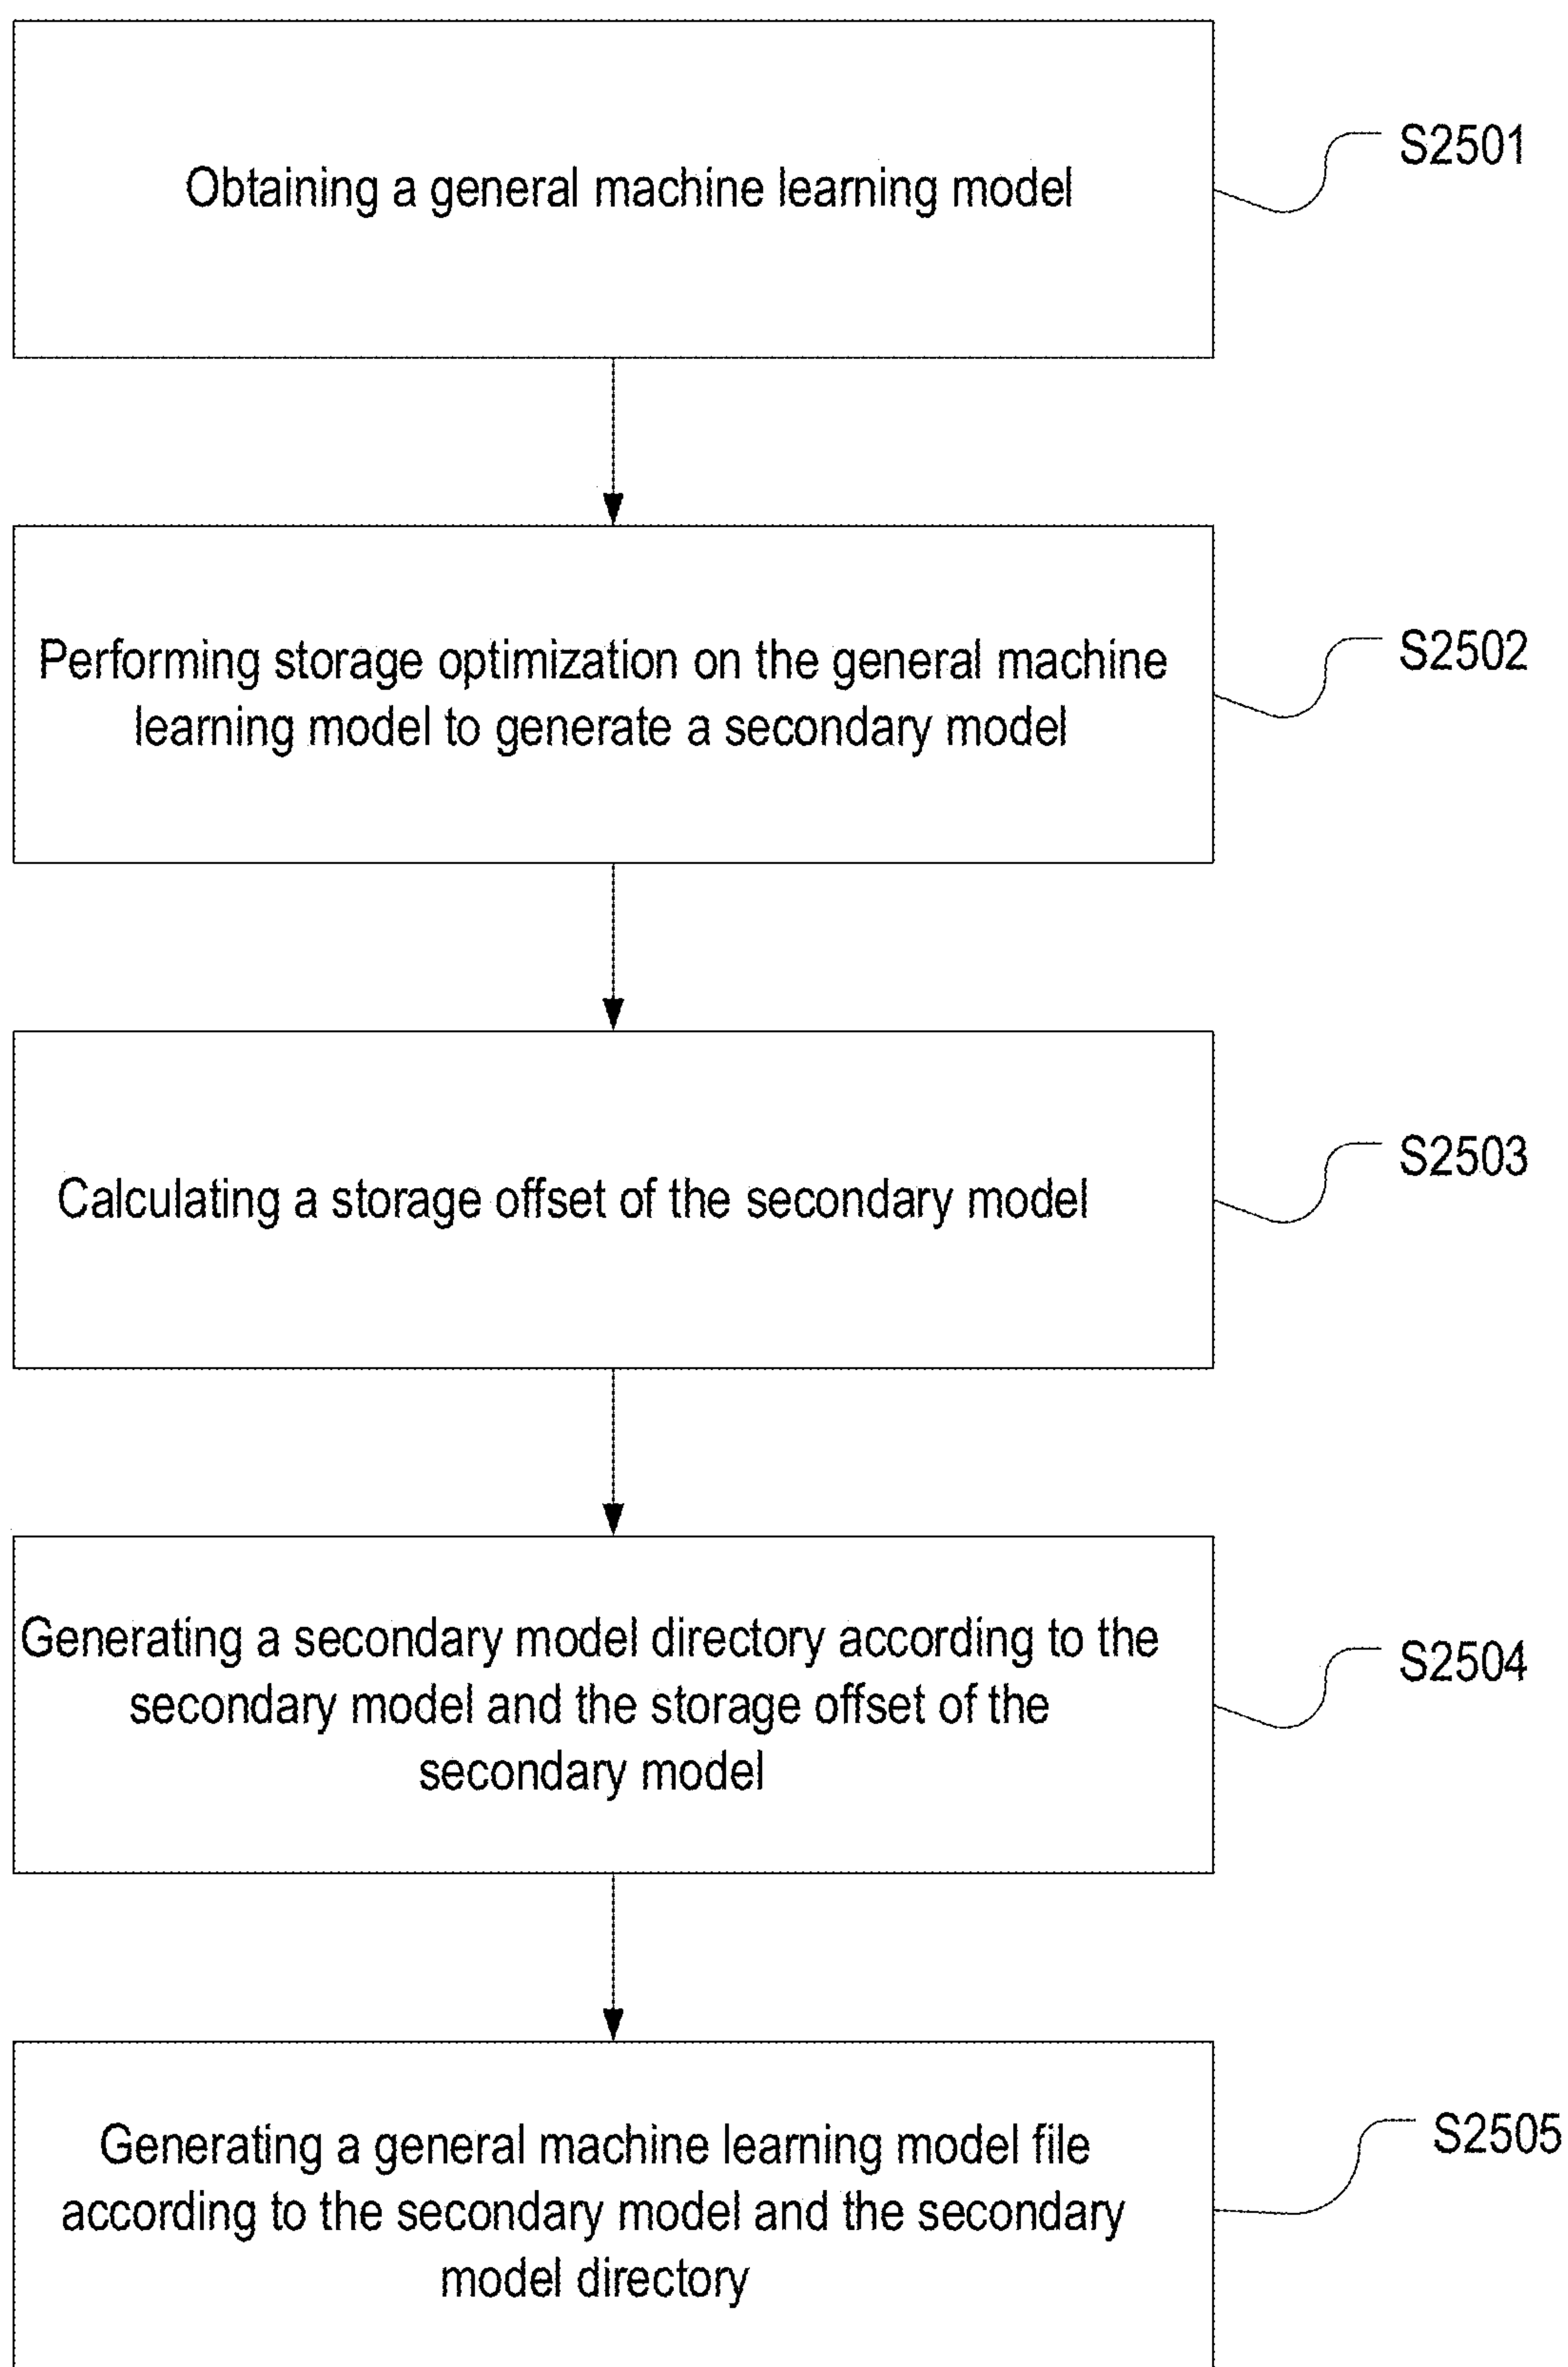 Obtaining a general machine learning model
S2501
Performing storage optimization on the general machine
learning model to generate a secondary model
S2502
Calculating a storage offset of the secondary model
S2503
Generating a secondary model directory according to the
secondary model and the storage offset of the
secondary model
S2504
Generating a general machine learning model file
according to the secondary model and the secondary
model directory
S2505